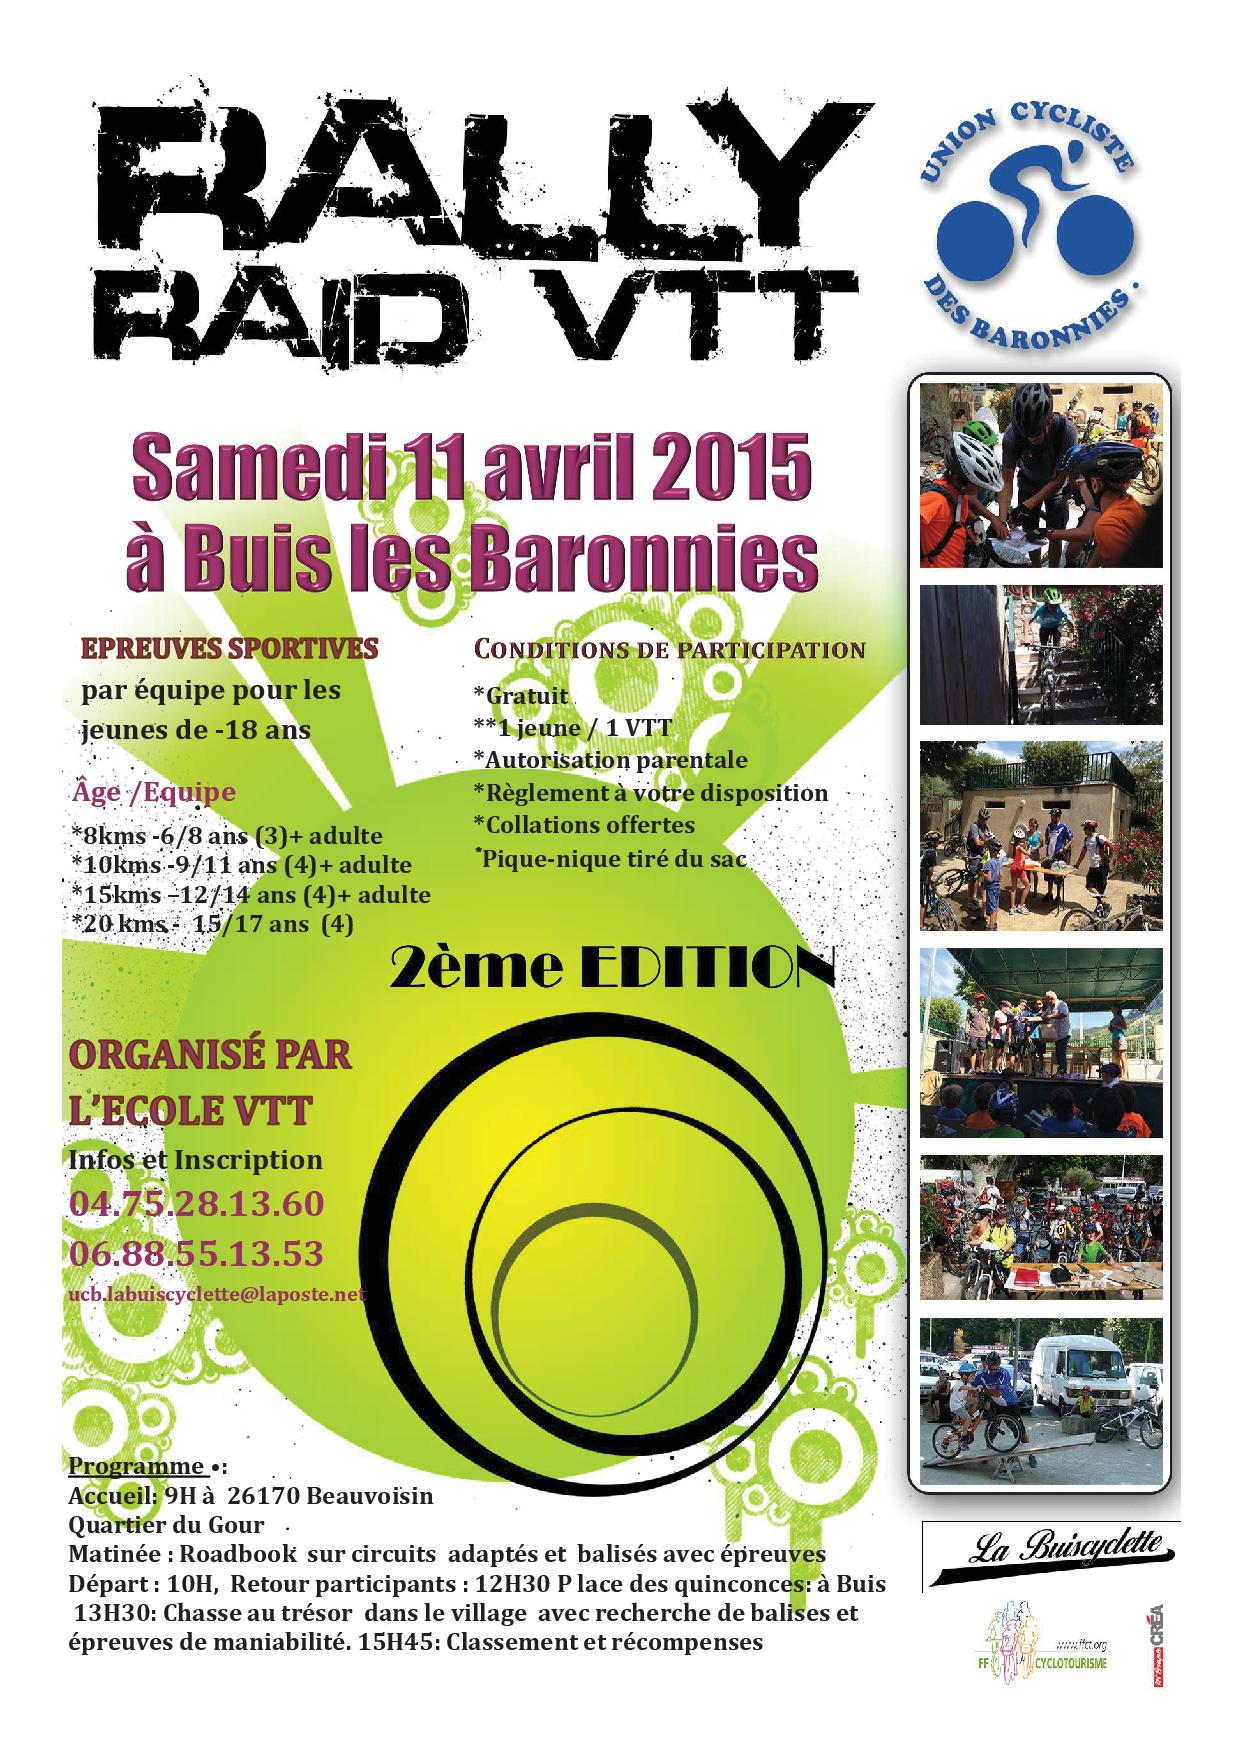 RALLY
RAID VTT
UNION CYCLISTE
DES BARONNIES .
Samedi 11 avril 2015
à Buis les Baronnies
EPREUVES SPORTIVES
par équipe pour les
jeunes de -18 ans
Âge /Equipe
*8kms -6/8 ans (3)+ adulte
*10kms -9/11 ans (4)+ adulte
*15kms –12/14 ans (4)+ adulte
*20 kms -  15/17 ans  (4)
CONDITIONS DE PARTICIPATION
*Gratuit
**1 jeune / 1 VTT
*Autorisation parentale
*Règlement à votre disposition
*Collations offertes
*Pique-nique tiré du sac
2ème EDITION
ORGANISÉ PAR
L’ECOLE VTT
Infos et Inscription
04.75.28.13.60
06.88.55.13.53
ucb.labuiscyclette@laposte.net
Programme •:
Accueil: 9H à  26170 Beauvoisin
Quartier du Gour
Matinée : Roadbook  sur circuits  adaptés et  balisés avec épreuves
Départ : 10H,  Retour participants : 12H30 P lace des quinconces: à Buis
13H30: Chasse au trésor  dans le village  avec recherche de balises et
épreuves de maniabilité. 15H45: Classement et récompenses
La Buiscyclette
www.ffct.org
FF CYCLOTOURISME
CRÉA